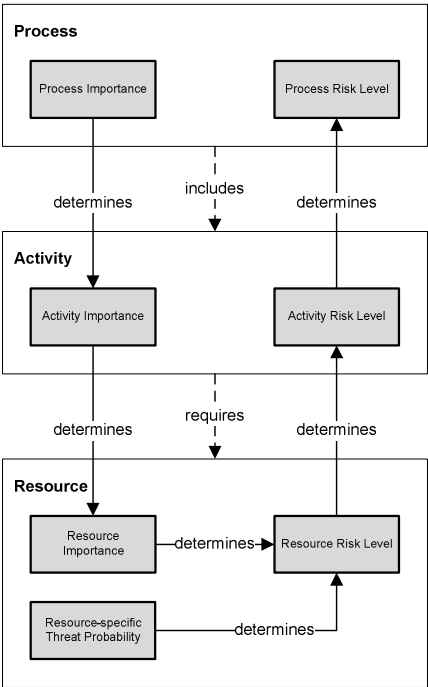 Process
Process Importance
Process Risk Level
determines
includes
determines
Activity
Activity Importance
Activity Risk Level
determines
requires
determines
Resource
Resource
Importance
determines
Resource Risk Level
Resource-specific
Threat Probability
determines